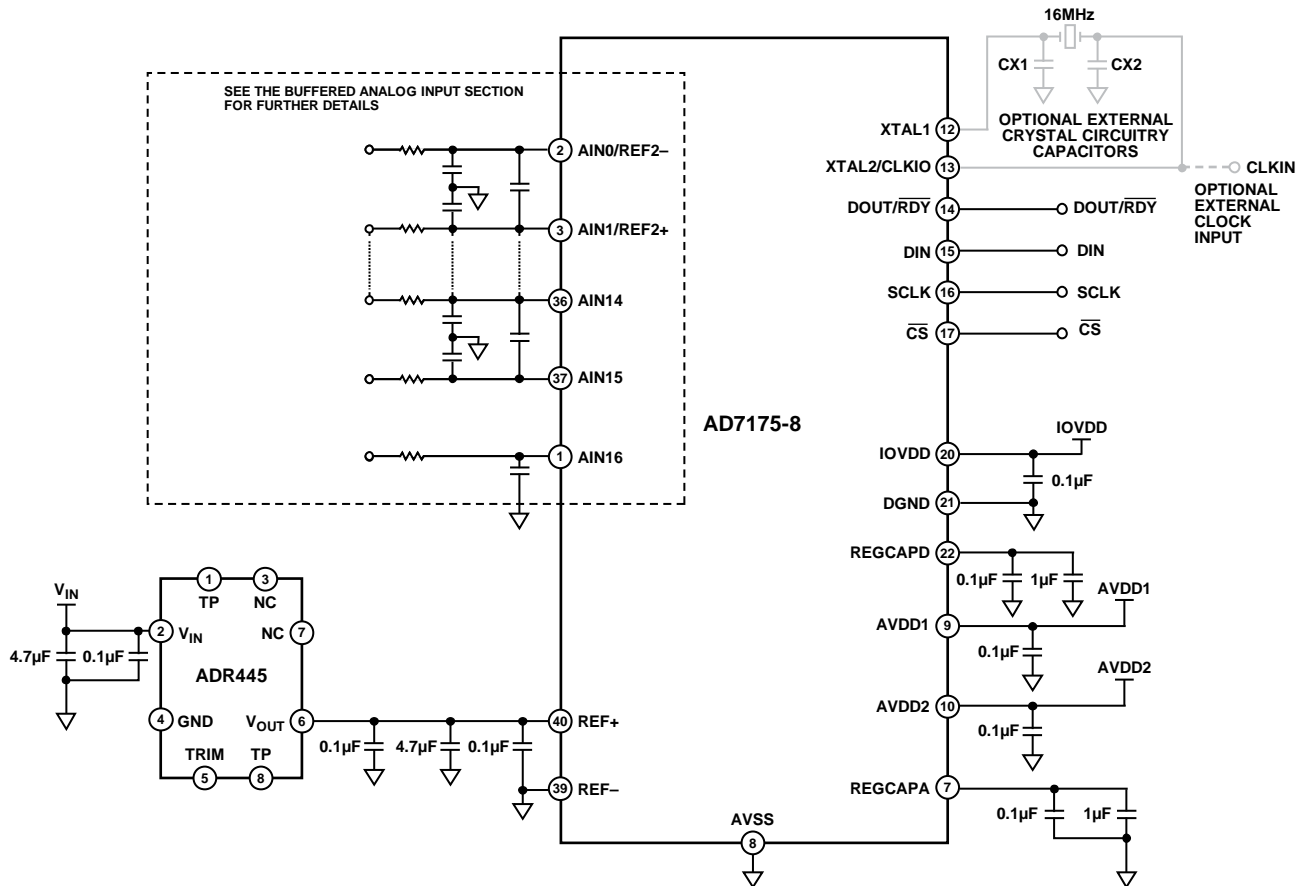 16MHz
CX1
CX2
OPTIONAL EXTERNAL
CRYSTAL CIRCUITRY
CAPACITORS
SEE THE BUFFERED ANALOG INPUT SECTION
FOR FURTHER DETAILS
2 AIN0/REF2–
3 AIN1/REF2+
36 AIN14
37 AIN15
1 AIN16
AD7175-8
XTAL1 12
XTAL2/CLKIO 13
CLKIN
OPTIONAL
EXTERNAL
CLOCK
INPUT
DOUT/RDY 14 DOUT/RDY
DIN 15 DIN
SCLK 16 SCLK
CS 17 CS
IOVDD
IOVDD 20
0.1µF
DGND 21
REGCAPD 22
0.1µF 1µF
AVDD1
AVDD1 9
0.1µF
AVDD2
AVDD2 10
0.1µF
REGCAPA 7
0.1µF 1µF
VIN
1 3
TP NC
2 VIN
NC 7
4.7µF 0.1µF
ADR445
4 GND
VOUT 6
TRIM TP
5 8
0.1µF 4.7µF 0.1µF
40 REF+
39 REF–
AVSS
8